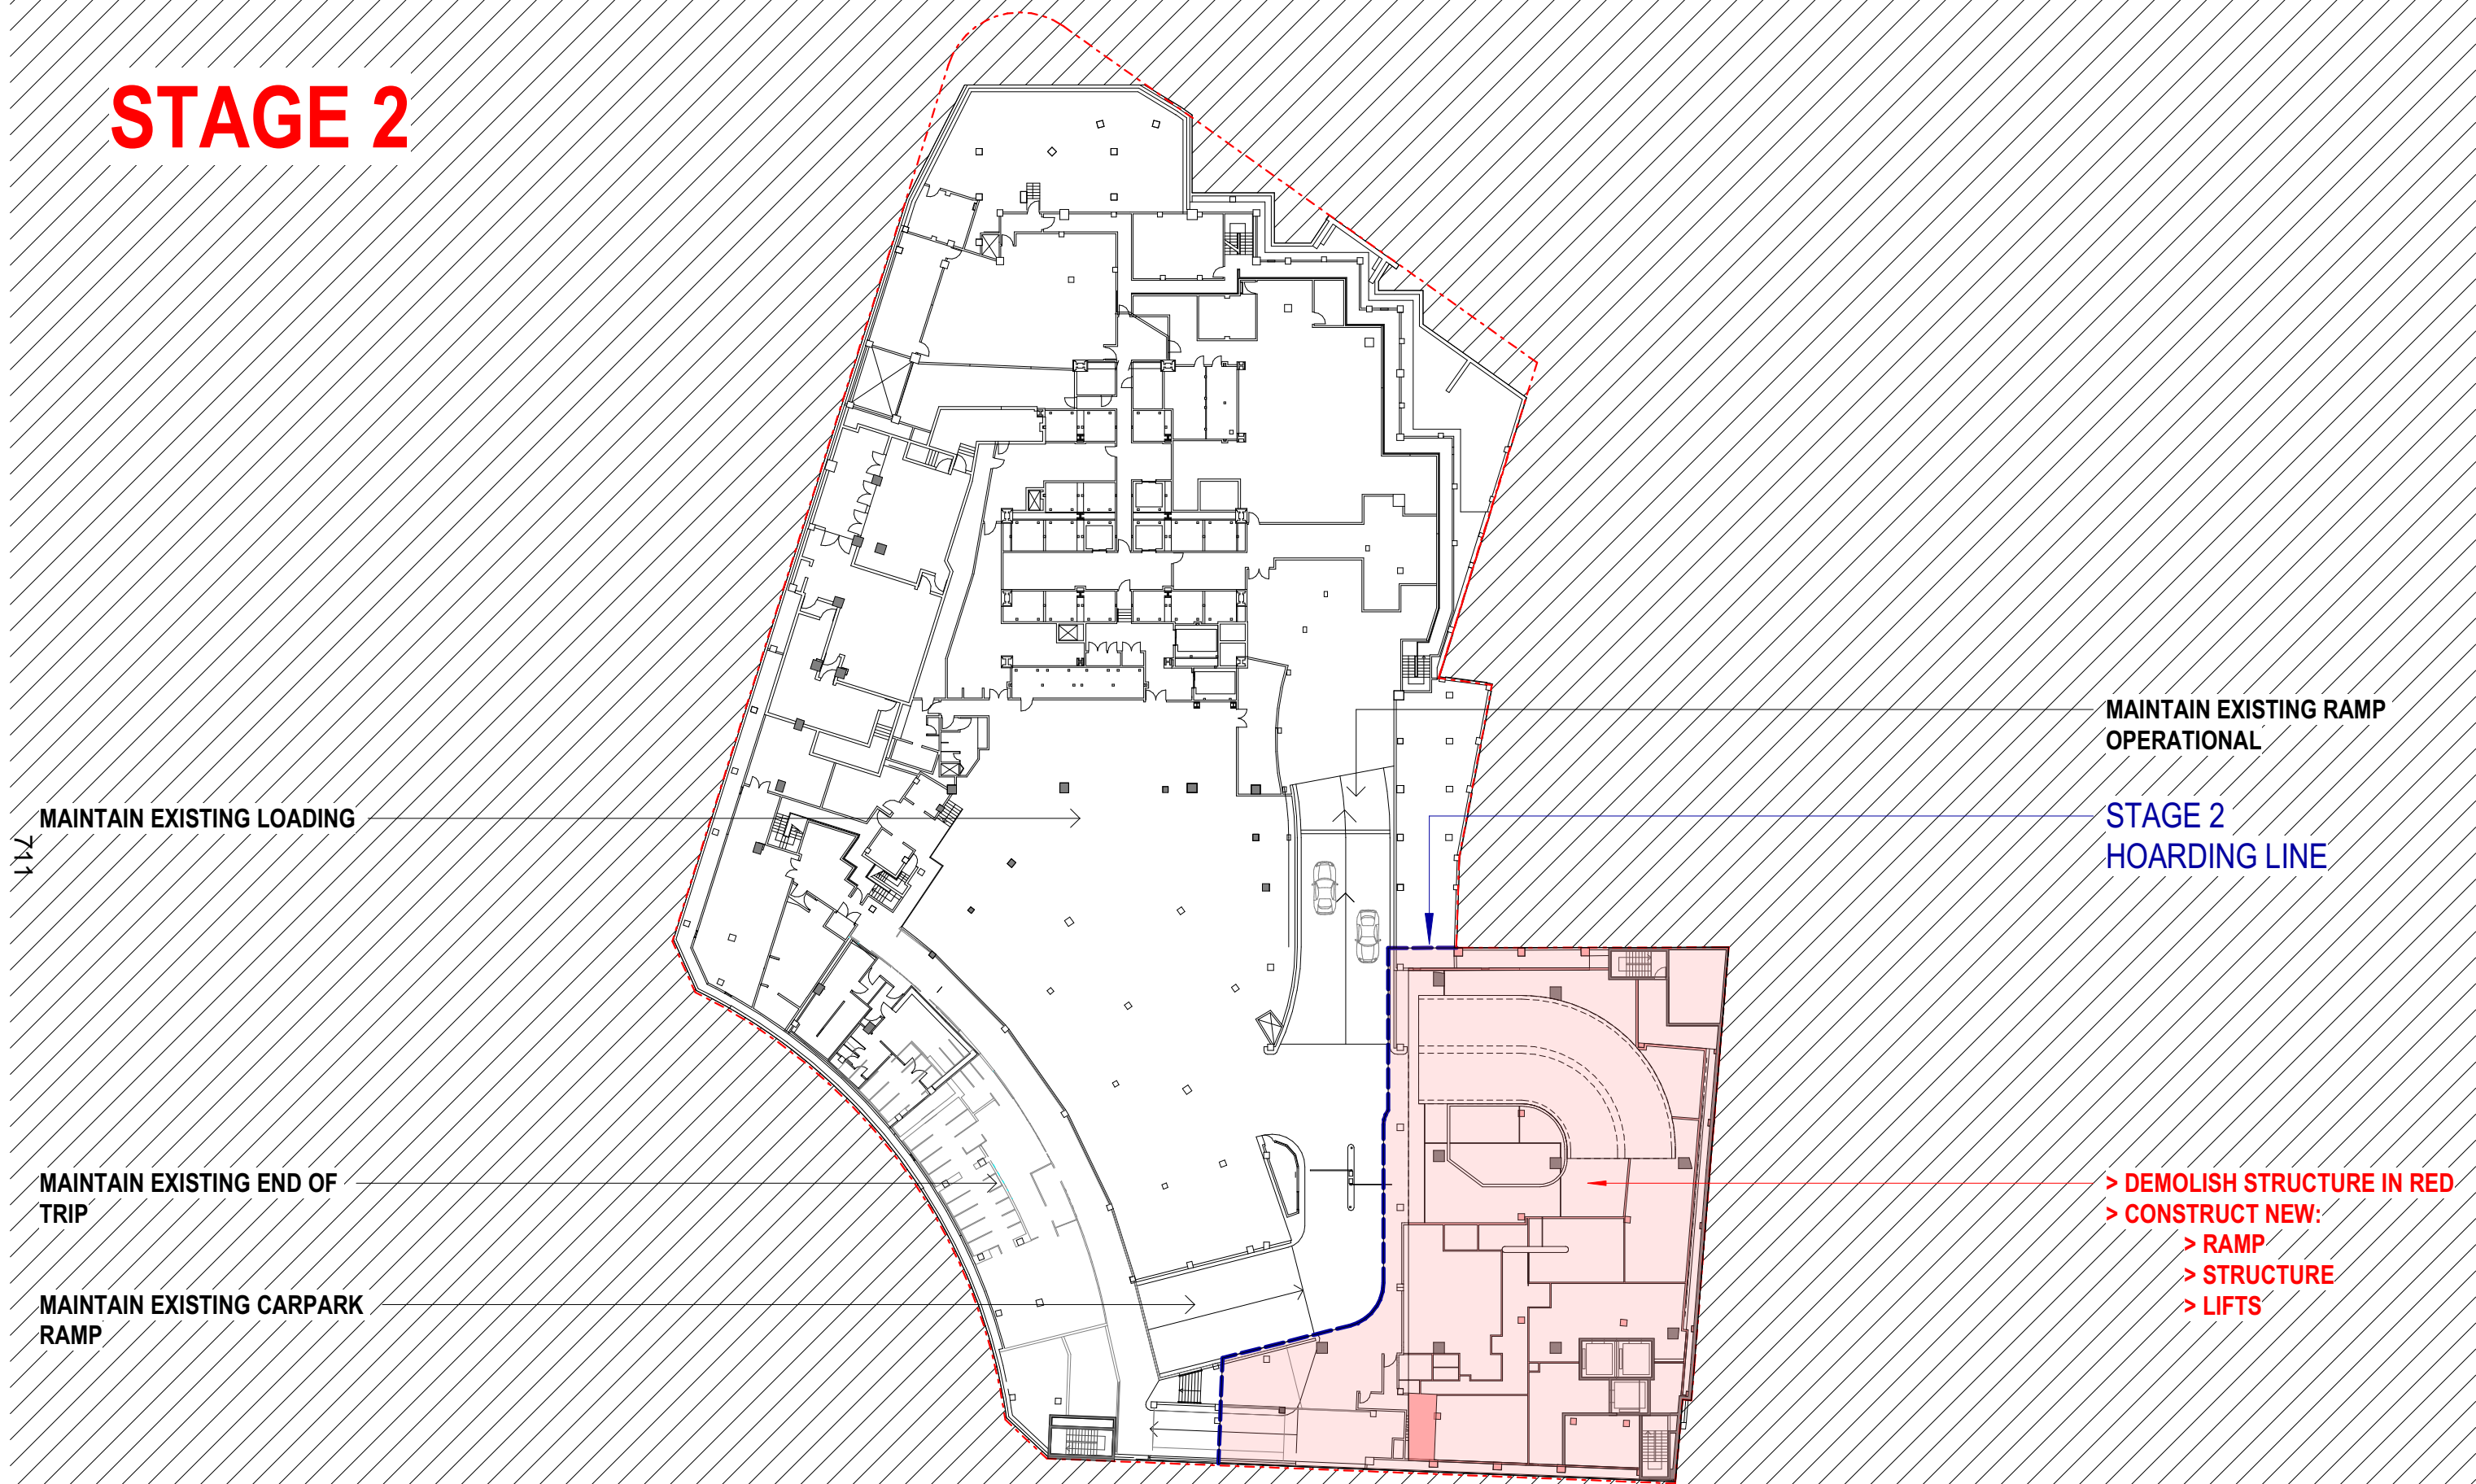 STAGE 2
MAINTAIN EXISTING RAMP
OPERATIONAL
STAGE 2
HOARDING LINE
MAINTAIN EXISTING LOADING
711
MAINTAIN EXISTING END OF
TRIP
> DEMOLISH STRUCTURE IN RED
> CONSTRUCT NEW:
> RAMP
> STRUCTURE
> LIFTS
MAINTAIN EXISTING CARPARK
RAMP